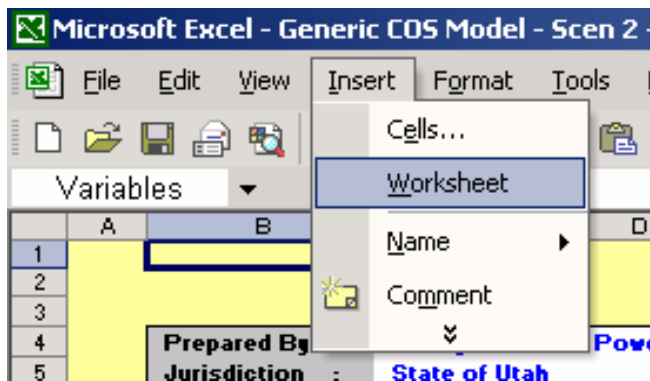 Microsoft Excel - Generic COS Model - Scen 2 -
File Edit View Insert Format Tools
Cells...
Variables
Worksheet
A B D
1
Name
2
Comment
3
4 Prepared By Powe
5 Jurisdiction : State of Utah